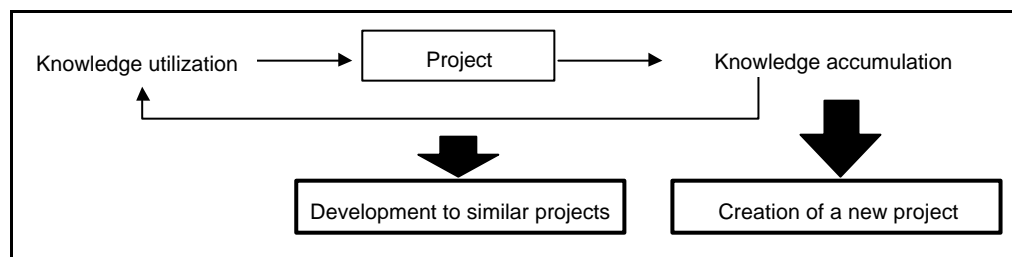 Knowledge utilization
Project
Knowledge accumulation
Development to similar projects
Creation of a new project